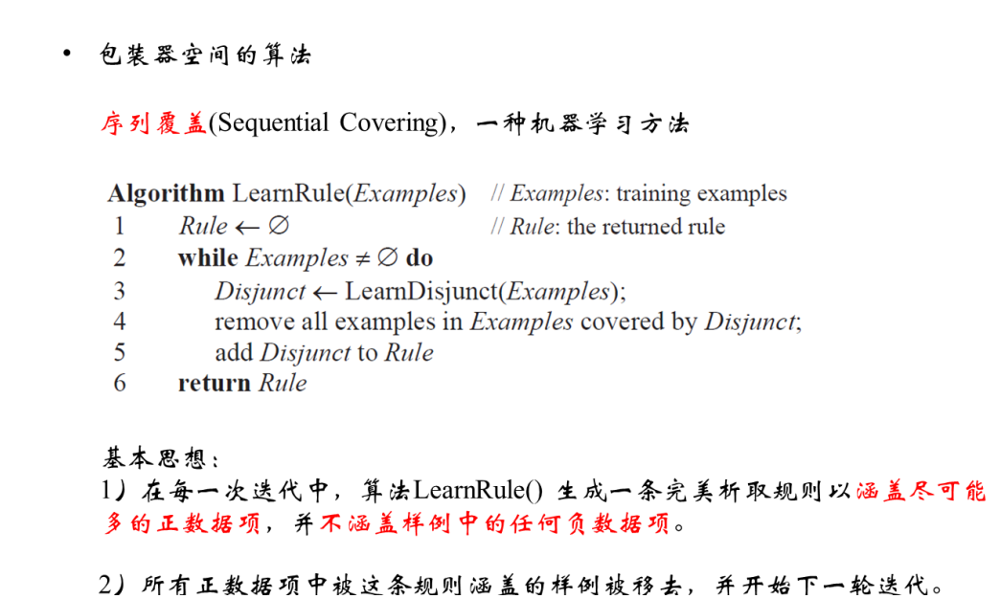 • 包装器空间的算法
序列覆盖(Sequential Covering)，一种机器学习方法
Algorithm LearnRule(Examples) // Examples: training examples
1 Rule ← ∅ // Rule: the returned rule
2 while Examples ≠ ∅ do
3 Disjunct ← LearnDisjunct(Examples);
4 remove all examples in Examples covered by Disjunct;
5 add Disjunct to Rule
6 return Rule
基本思想：
1）在每一次迭代中，算法LearnRule() 生成一条完美析取规则以涵盖尽可能
多的正数据项，并不涵盖样例中的任何负数据项。
2）所有正数据项中被这条规则涵盖的样例被移去，并开始下一轮迭代。